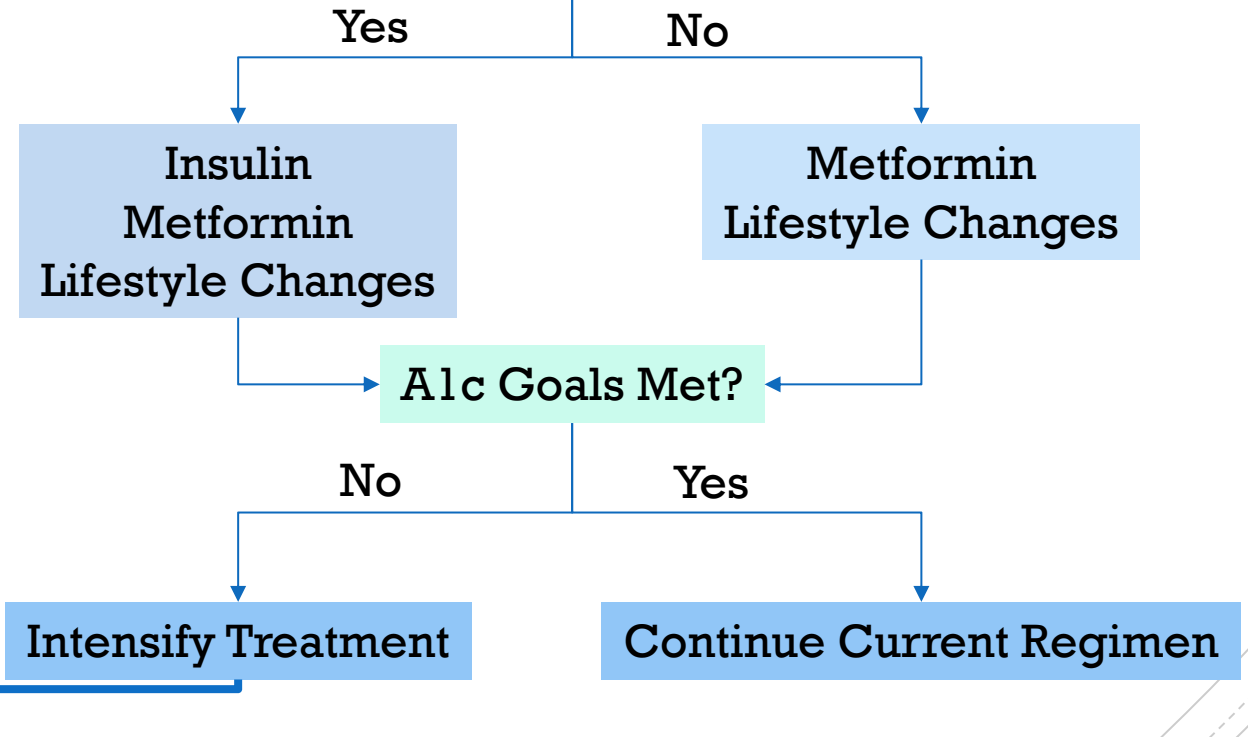 Yes
No
Insulin
Metformin
Lifestyle Changes
Metformin
Lifestyle Changes
A1c Goals Met?
No
Yes
Intensify Treatment
Continue Current Regimen